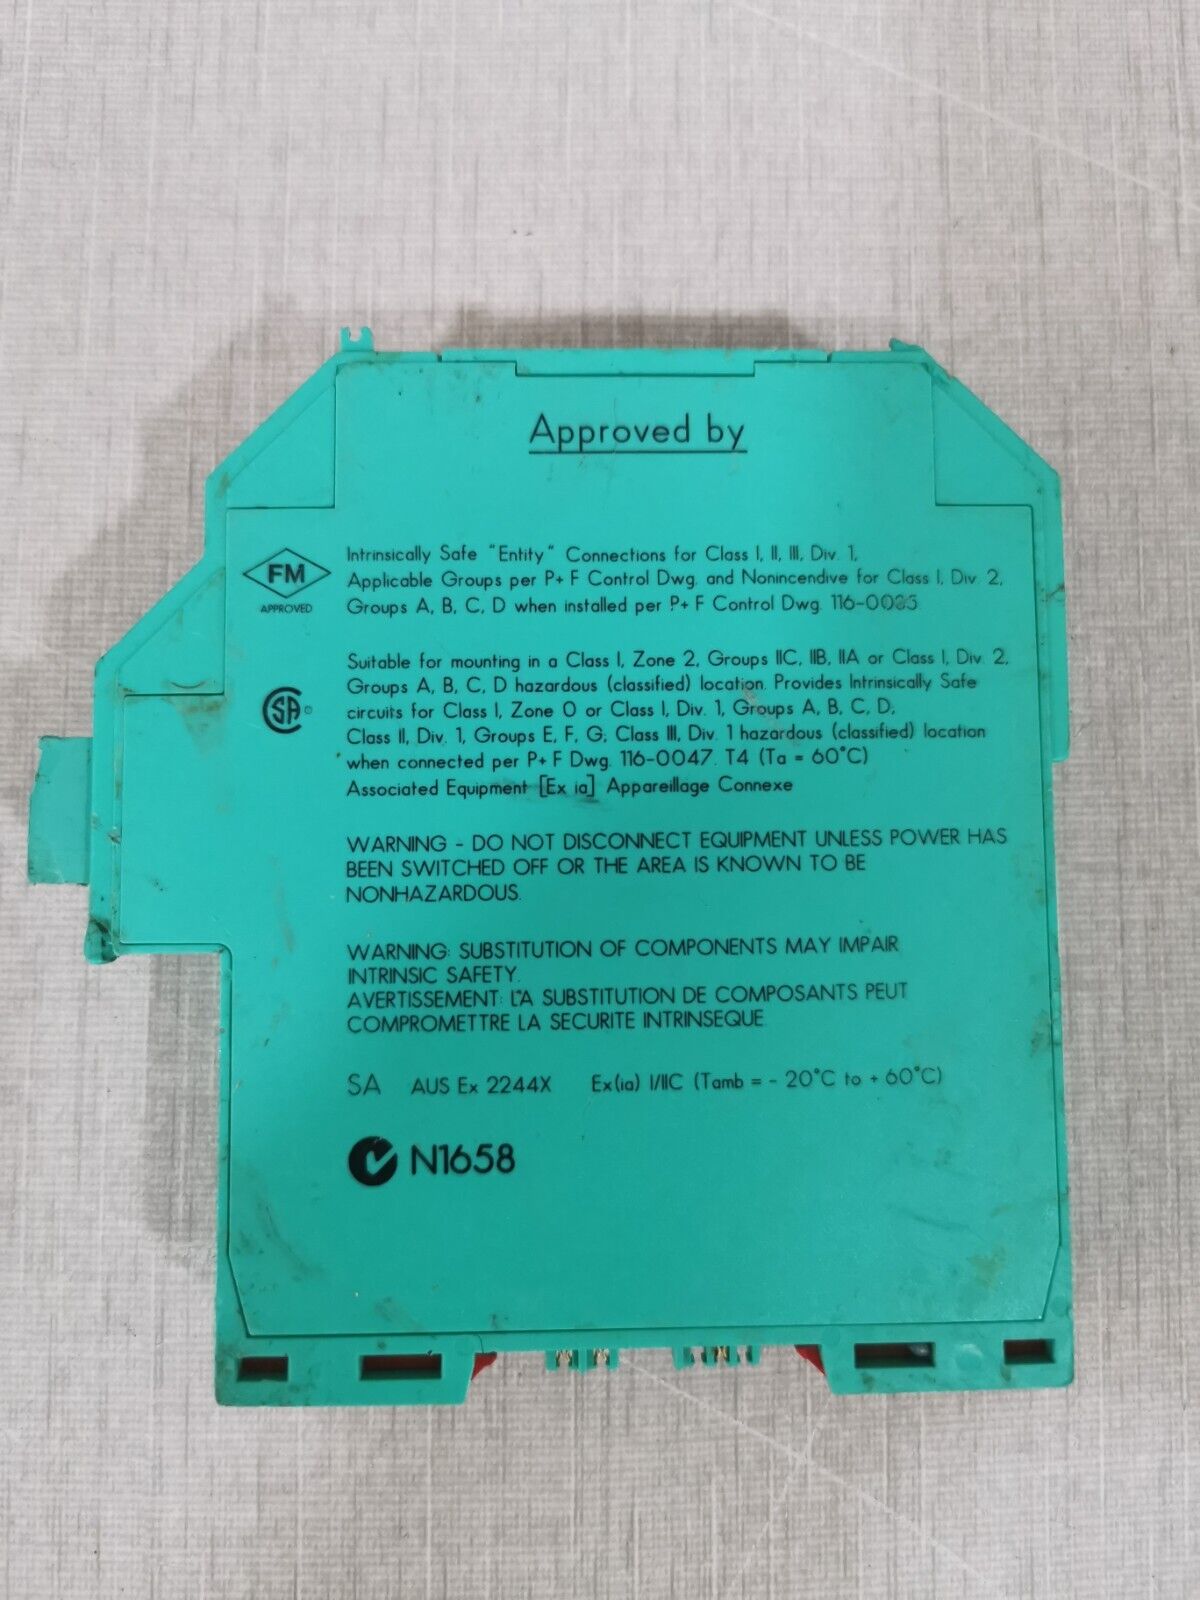 Approved by
FM
APPROVED
Intrinsically Safe "Entity" Connections for Class I, II, III, Div. 1,
Applicable Groups per P+F Control Dwg. and Nonincendive for Class I, Div. 2,
Groups A, B, C, D when installed per P+F Control Dwg.
SA ®
Suitable for mounting in a Class I, Zone 2, Groups IIC, IIB, IIA or Class I, Div. 2,
Groups A, B, C, D hazardous (classified) location. Provides Intrinsically Safe
circuits for Class I, Zone 0 or Class I, Div. 1, Groups A, B, C, D,
Class II, Div. 1, Groups E, F, G; Class III, Div. 1 hazardous (classified) location
when connected per P+F Dwg. 116-0047. T4 (Ta = 60°C)
Associated Equipment [Ex ia] Appareillage Connexe
WARNING - DO NOT DISCONNECT EQUIPMENT UNLESS POWER HAS
BEEN SWITCHED OFF OR THE AREA IS KNOWN TO BE
NONHAZARDOUS.
WARNING: SUBSTITUTION OF COMPONENTS MAY IMPAIR
INTRINSIC SAFETY.
AVERTISSEMENT: LA SUBSTITUTION DE COMPOSANTS PEUT
COMPROMETTRE LA SECURITE INTRINSEQUE.
SA AUS Ex 2244X Ex(ia) I/IIC (Tamb = - 20°C to + 60°C)
N1658